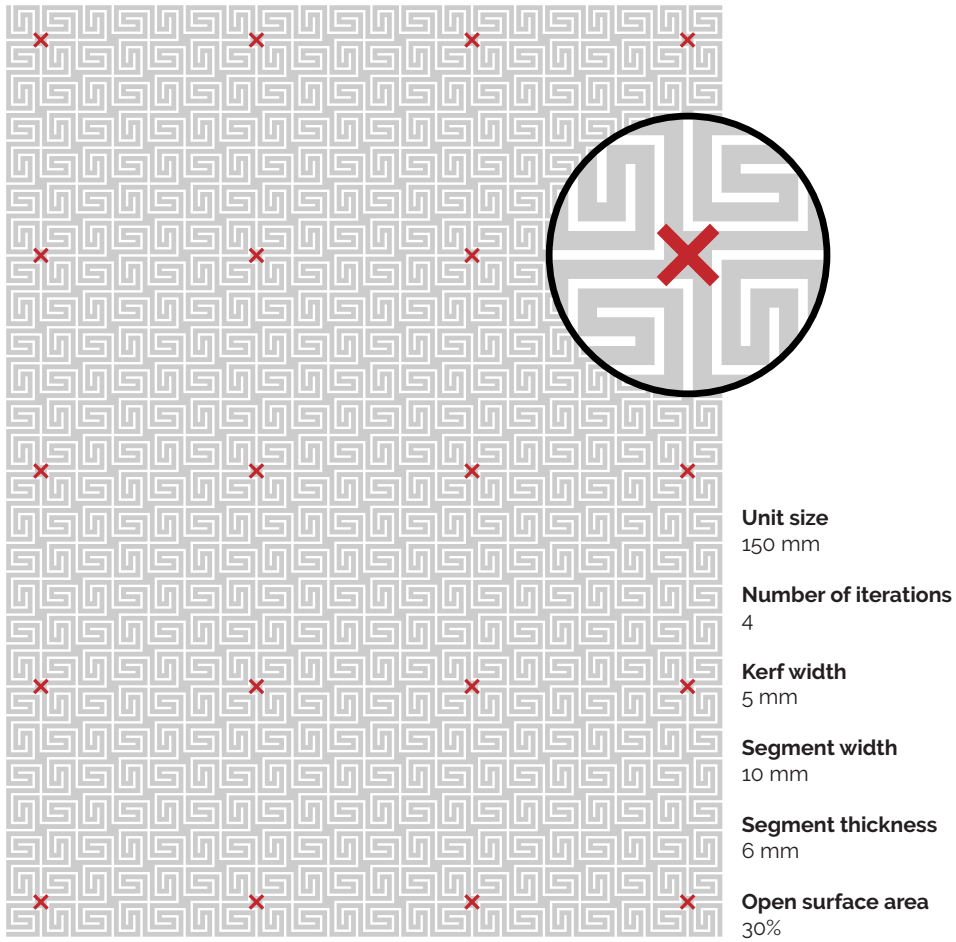 Unit size
150 mm
Number of iterations
4
Kerf width
5 mm
Segment width
10 mm
Segment thickness
6 mm
Open surface area
30%